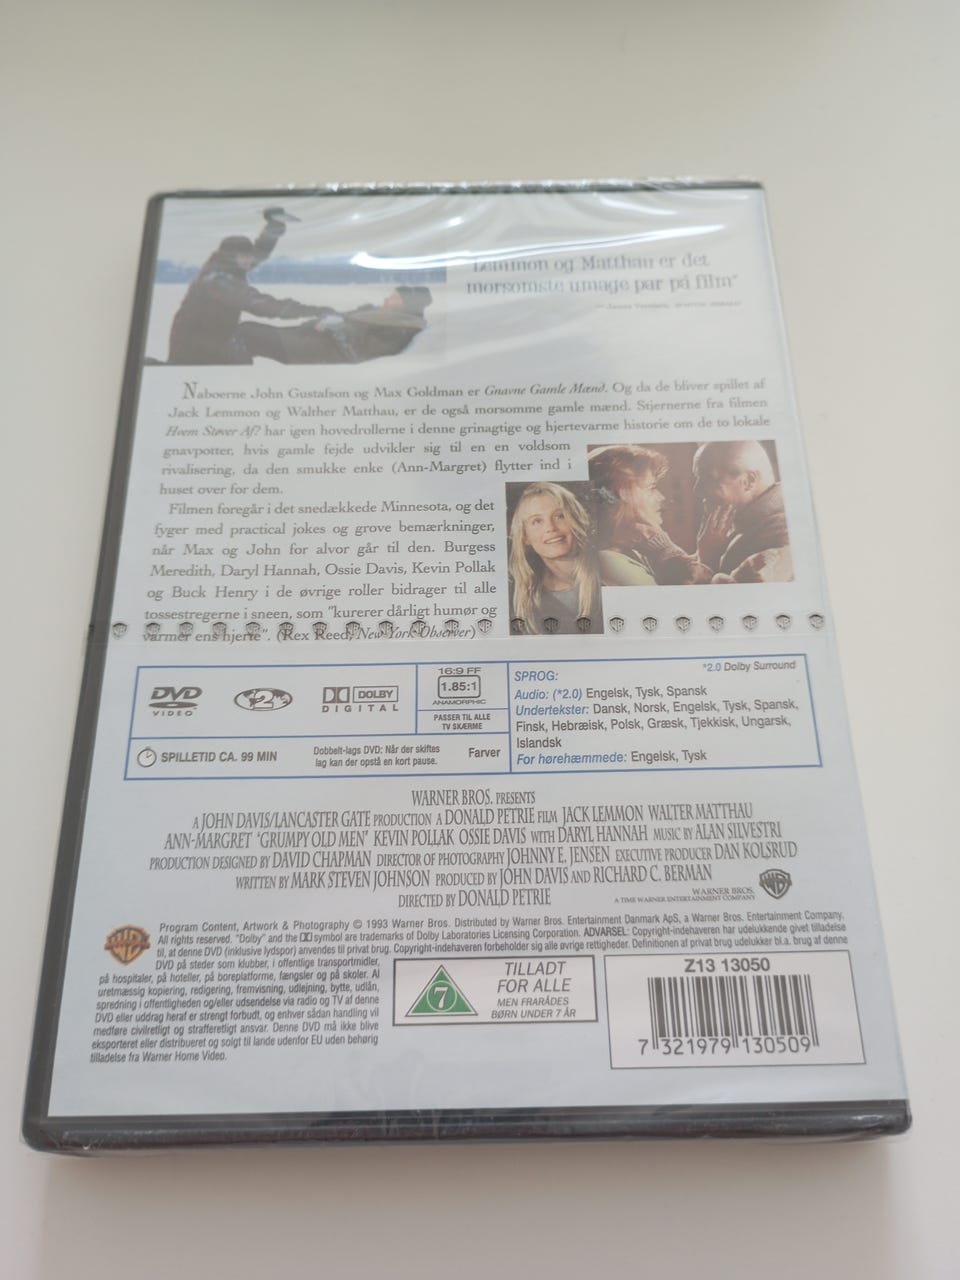 Lemmon og Matthau er det
morsomste umage par på film"
Naboerne John Gustafson og Max Goldman er Gnavne Gamle Mænd. Og da de bliver spillet af
Jack Lemmon og Walther Matthau, er de også morsomme gamle mænd. Stjernerne fra filmen
Hvem Støver Af? har igen hovedrollerne i denne grinagtige og hjertevarme historie om de to lokale
gnavpotter, hvis gamle fejde udvikler sig til en en voldsom
rivalisering, da den smukke enke (Ann-Margret) flytter ind i
huset over for dem.
Filmen foregår i det snedækkede Minnesota, og det
fyger med practical jokes og grove bemærkninger,
når Max og John for alvor går til den. Burgess
Meredith, Daryl Hannah, Ossie Davis, Kevin Pollak
og Buck Henry i de øvrige roller bidrager til alle
tossestregerne i sneen, som "kurerer dårligt humør og
varmer ens hjerte". (Rex Reed, New York Observer)
DVD
VIDEO
2
DOLBY
DIGITAL
16:9 FF
1.85:1
ANAMORPHIC
PASSER TIL ALLE
TV SKÆRME
SPILLETID CA. 99 MIN
Dobbelt-lags DVD: Når der skiftes
lag kan der opstå en kort pause.
Farver
SPROG:
*2.0 Dolby Surround
Audio: (*2.0) Engelsk, Tysk, Spansk
Undertekster: Dansk, Norsk, Engelsk, Tysk, Spansk,
Finsk, Hebræisk, Polsk, Græsk, Tjekkisk, Ungarsk,
Islandsk
For hørehæmmede: Engelsk, Tysk
WARNER BROS. PRESENTS
A JOHN DAVIS/LANCASTER GATE PRODUCTION A DONALD PETRIE FILM JACK LEMMON WALTER MATTHAU
ANN-MARGRET 'GRUMPY OLD MEN' KEVIN POLLAK OSSIE DAVIS WITH DARYL HANNAH MUSIC BY ALAN SILVESTRI
PRODUCTION DESIGNED BY DAVID CHAPMAN DIRECTOR OF PHOTOGRAPHY JOHNNY E. JENSEN EXECUTIVE PRODUCER DAN KOLSRUD
WRITTEN BY MARK STEVEN JOHNSON PRODUCED BY JOHN DAVIS AND RICHARD C. BERMAN
DIRECTED BY DONALD PETRIE
WARNER BROS.
A TIME WARNER ENTERTAINMENT COMPANY
Program Content, Artwork & Photography © 1993 Warner Bros. Distributed by Warner Bros. Entertainment Danmark ApS, a Warner Bros. Entertainment Company.
All rights reserved. "Dolby" and the DD symbol are trademarks of Dolby Laboratories Licensing Corporation. ADVARSEL: Copyright-indehaveren har udelukkende givet tilladelse
til, at denne DVD (inklusive lydspor) anvendes til privat brug. Copyright-indehaveren forbeholder sig alle øvrige rettigheder. Definitionen af privat brug udelukker bl.a. brug af denne
DVD på steder som klubber, i offentlige transportmidler,
på hospitaler, på hoteller, på boreplatforme, fængsler og på skoler. Al
uretmæssig kopiering, redigering, fremvisning, udlejning, bytte, udlån,
spredning i offentligheden og/eller udsendelse via radio og TV af denne
DVD eller uddrag heraf er strengt forbudt, og enhver sådan handling vil
medføre civilretligt og strafferetligt ansvar. Denne DVD må ikke blive
eksporteret eller distribueret og solgt til lande udenfor EU uden behørig
tilladelse fra Warner Home Video.
7
TILLADT
FOR ALLE
MEN FRARÅDES
BØRN UNDER 7 ÅR
Z13 13050
7 321979 130509